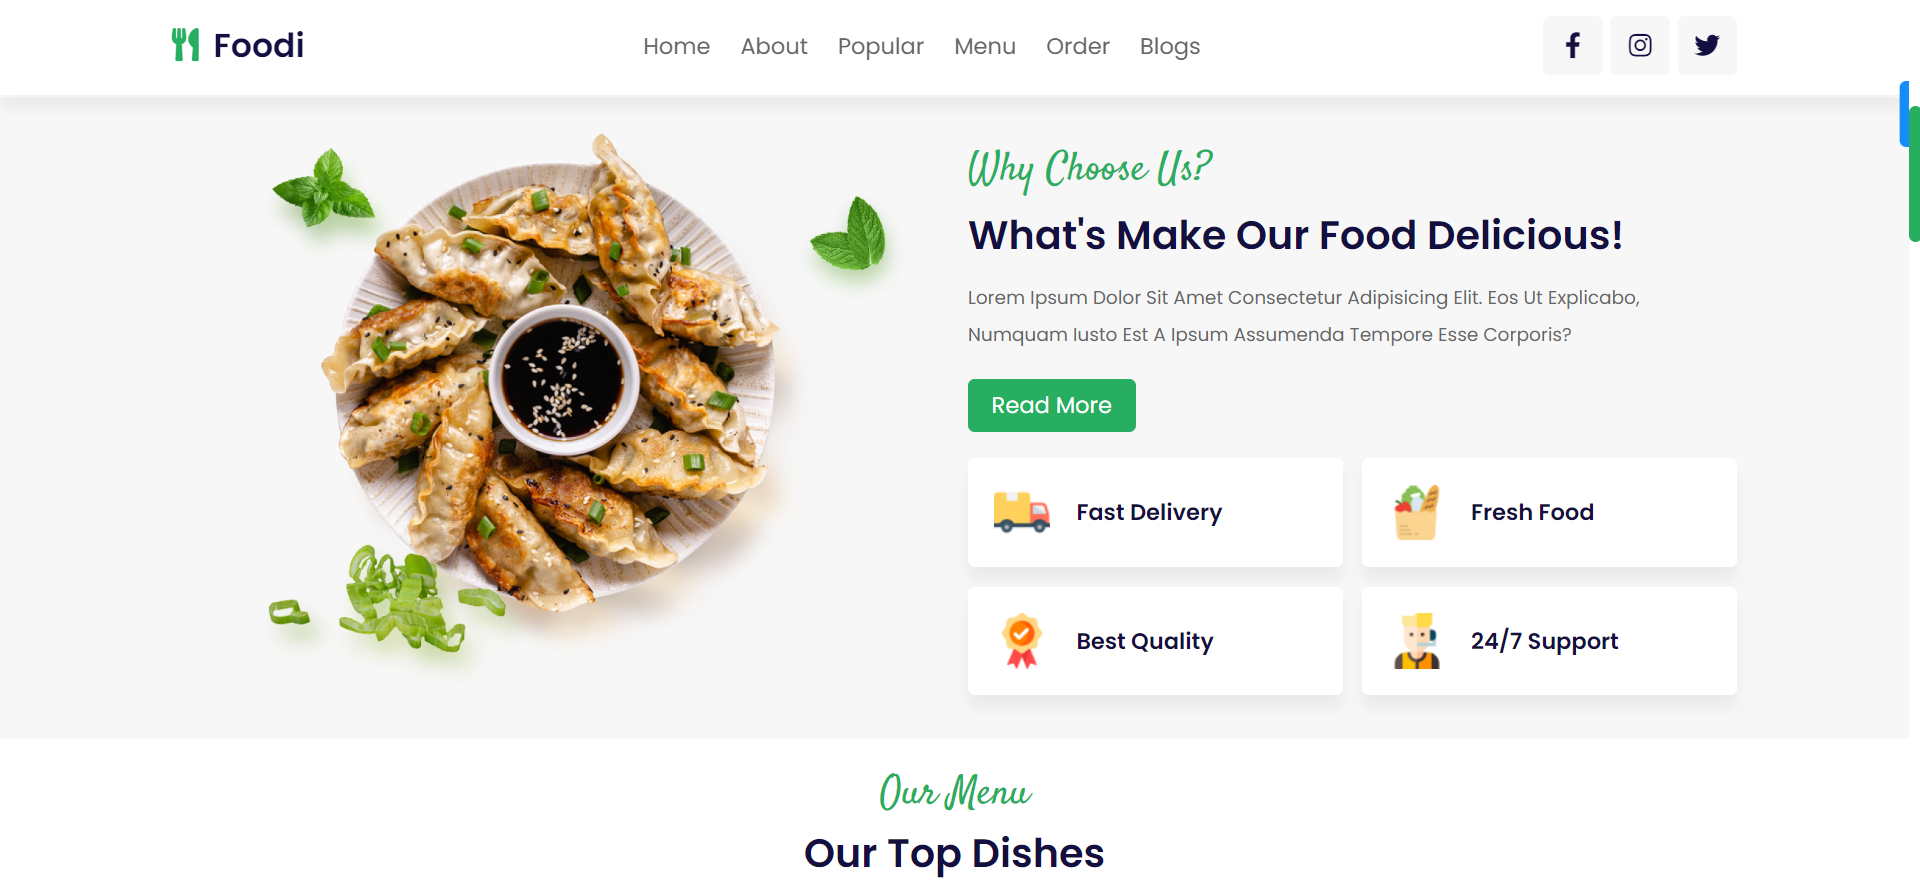 Foodi
Home About Popular Menu Order Blogs
Why Choose Us?
What's Make Our Food Delicious!
Lorem Ipsum Dolor Sit Amet Consectetur Adipisicing Elit. Eos Ut Explicabo,
Numquam Iusto Est A Ipsum Assumenda Tempore Esse Corporis?
Read More
Fast Delivery
Fresh Food
Best Quality
24/7 Support
Our Menu
Our Top Dishes